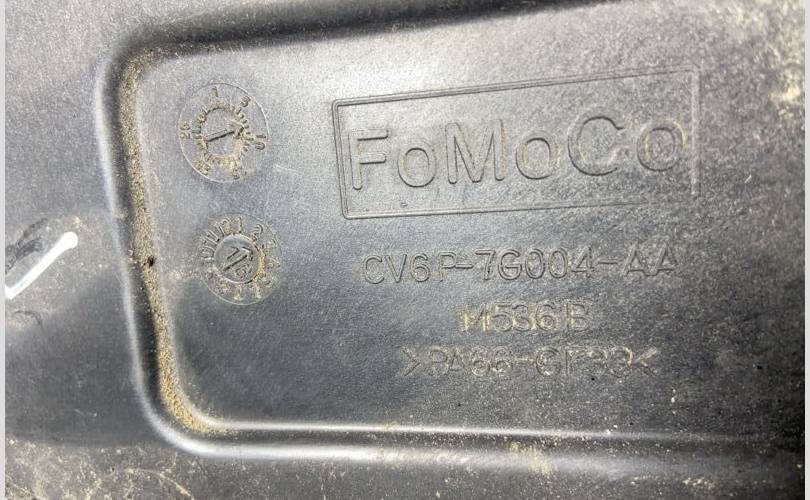 FoMoCo
CV6P-7G004-AA
M536B
>PA66-GF33<